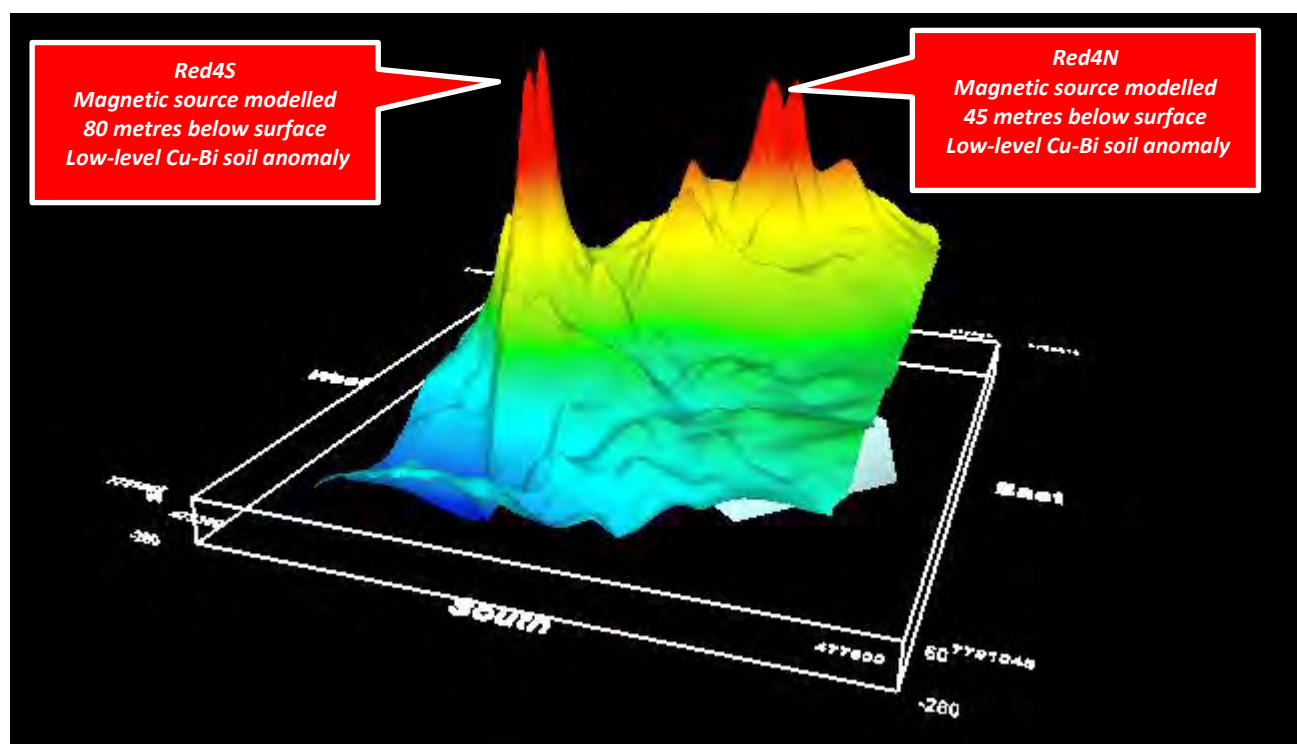 Red4S
Magnetic source modelled
80 metres below surface
Low-level Cu-Bi soil anomaly
Red4N
Magnetic source modelled
45 metres below surface
Low-level Cu-Bi soil anomaly
East
-260
South
477600
60
7791045
-260